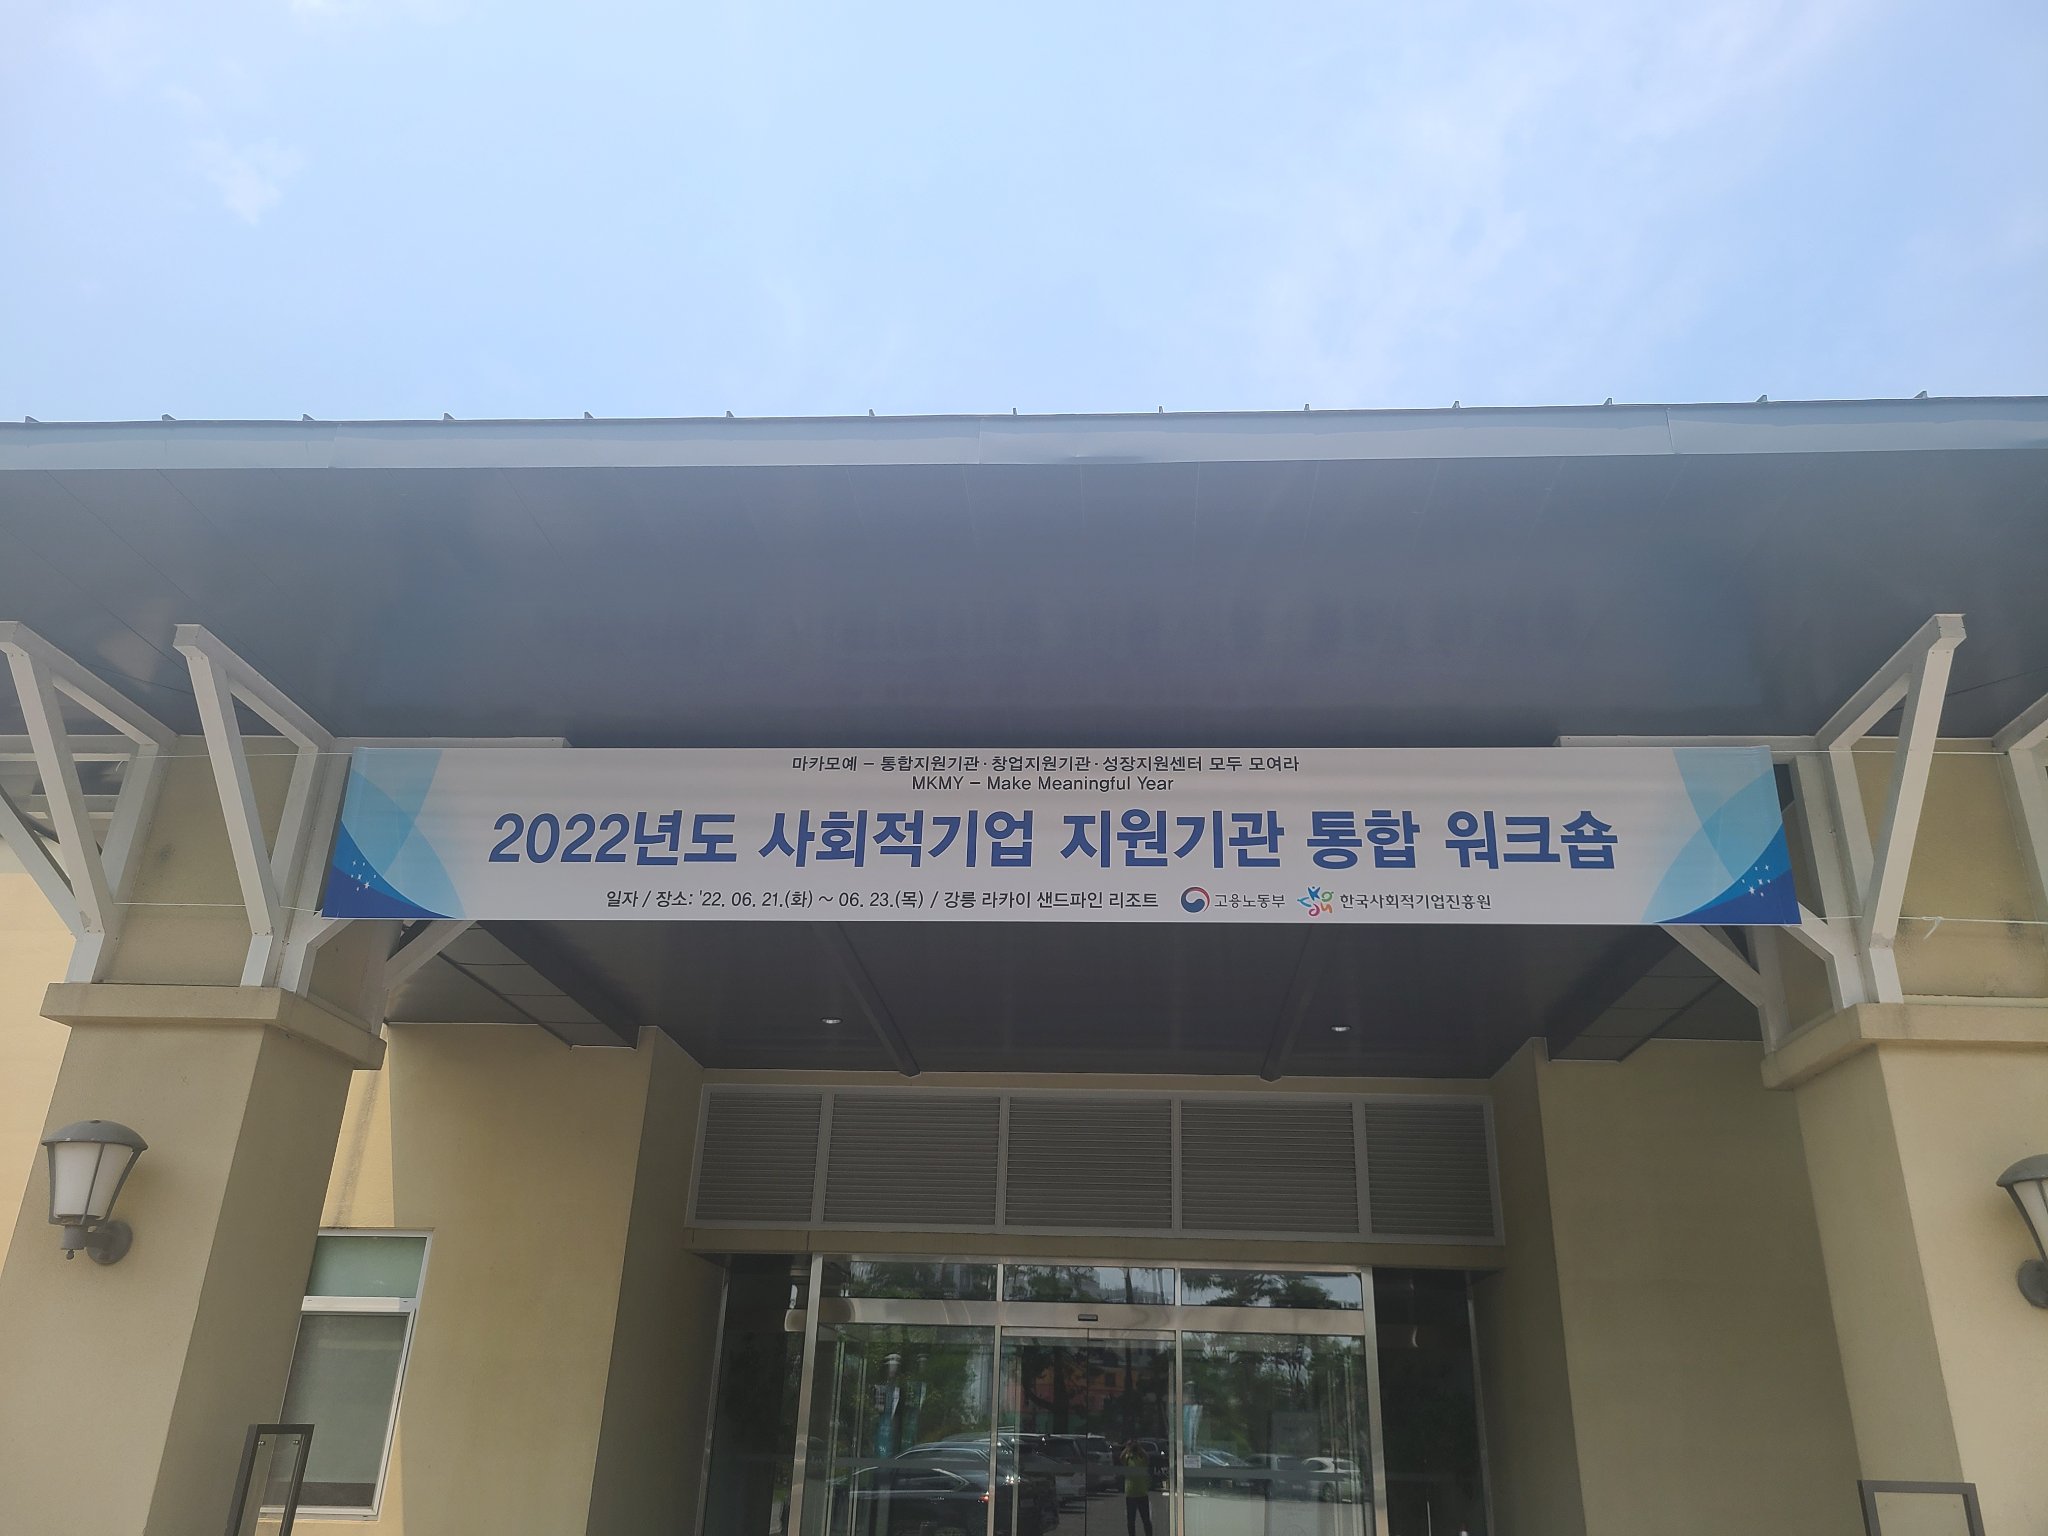 마카모예 - 통합지원기관·창업지원기관·성장지원센터 모두 모여라
MKMY - Make Meaningful Year
2022년도 사회적기업 지원기관 통합 워크숍
일자 / 장소: '22. 06. 21.(화) ~ 06. 23.(목) / 강릉 라카이 샌드파인 리조트 고용노동부 한국사회적기업진흥원